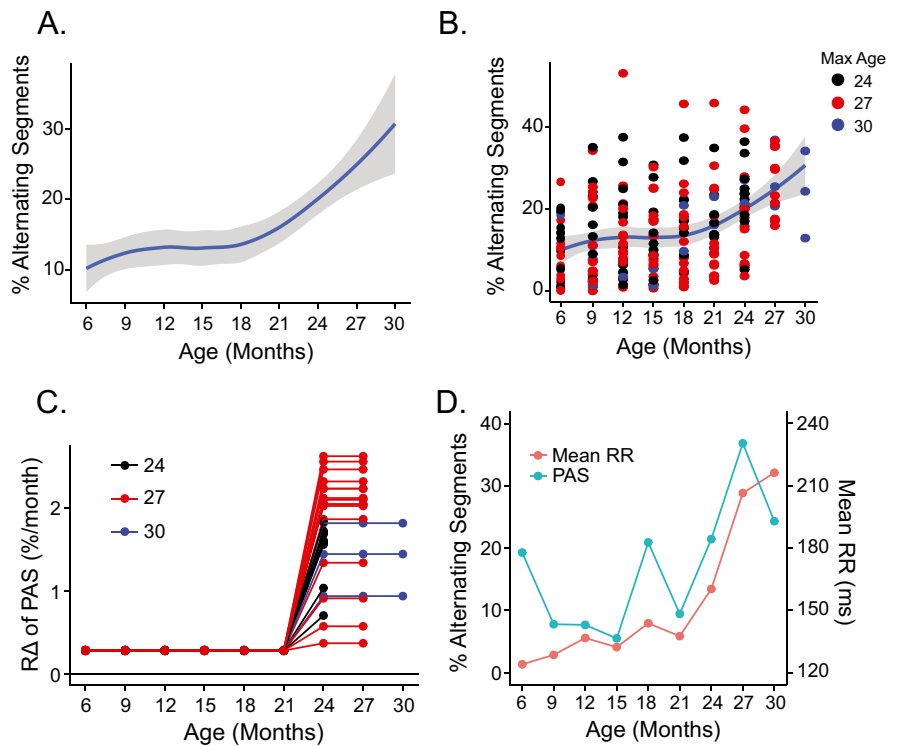 A.
% Alternating Segments
30
20
10
6 9 12 15 18 21 24 27 30
Age (Months)
B.
% Alternating Segments
40
20
0
6 9 12 15 18 21 24 27 30
Age (Months)
Max Age
24
27
30
C.
RΔ of PAS (%/month)
2
1
0
24
27
30
6 9 12 15 18 21 24 27 30
Age (Months)
D.
% Alternating Segments
40
30
20
10
0
Mean RR
PAS
240
210
180
150
120
Mean RR (ms)
6 9 12 15 18 21 24 27 30
Age (Months)